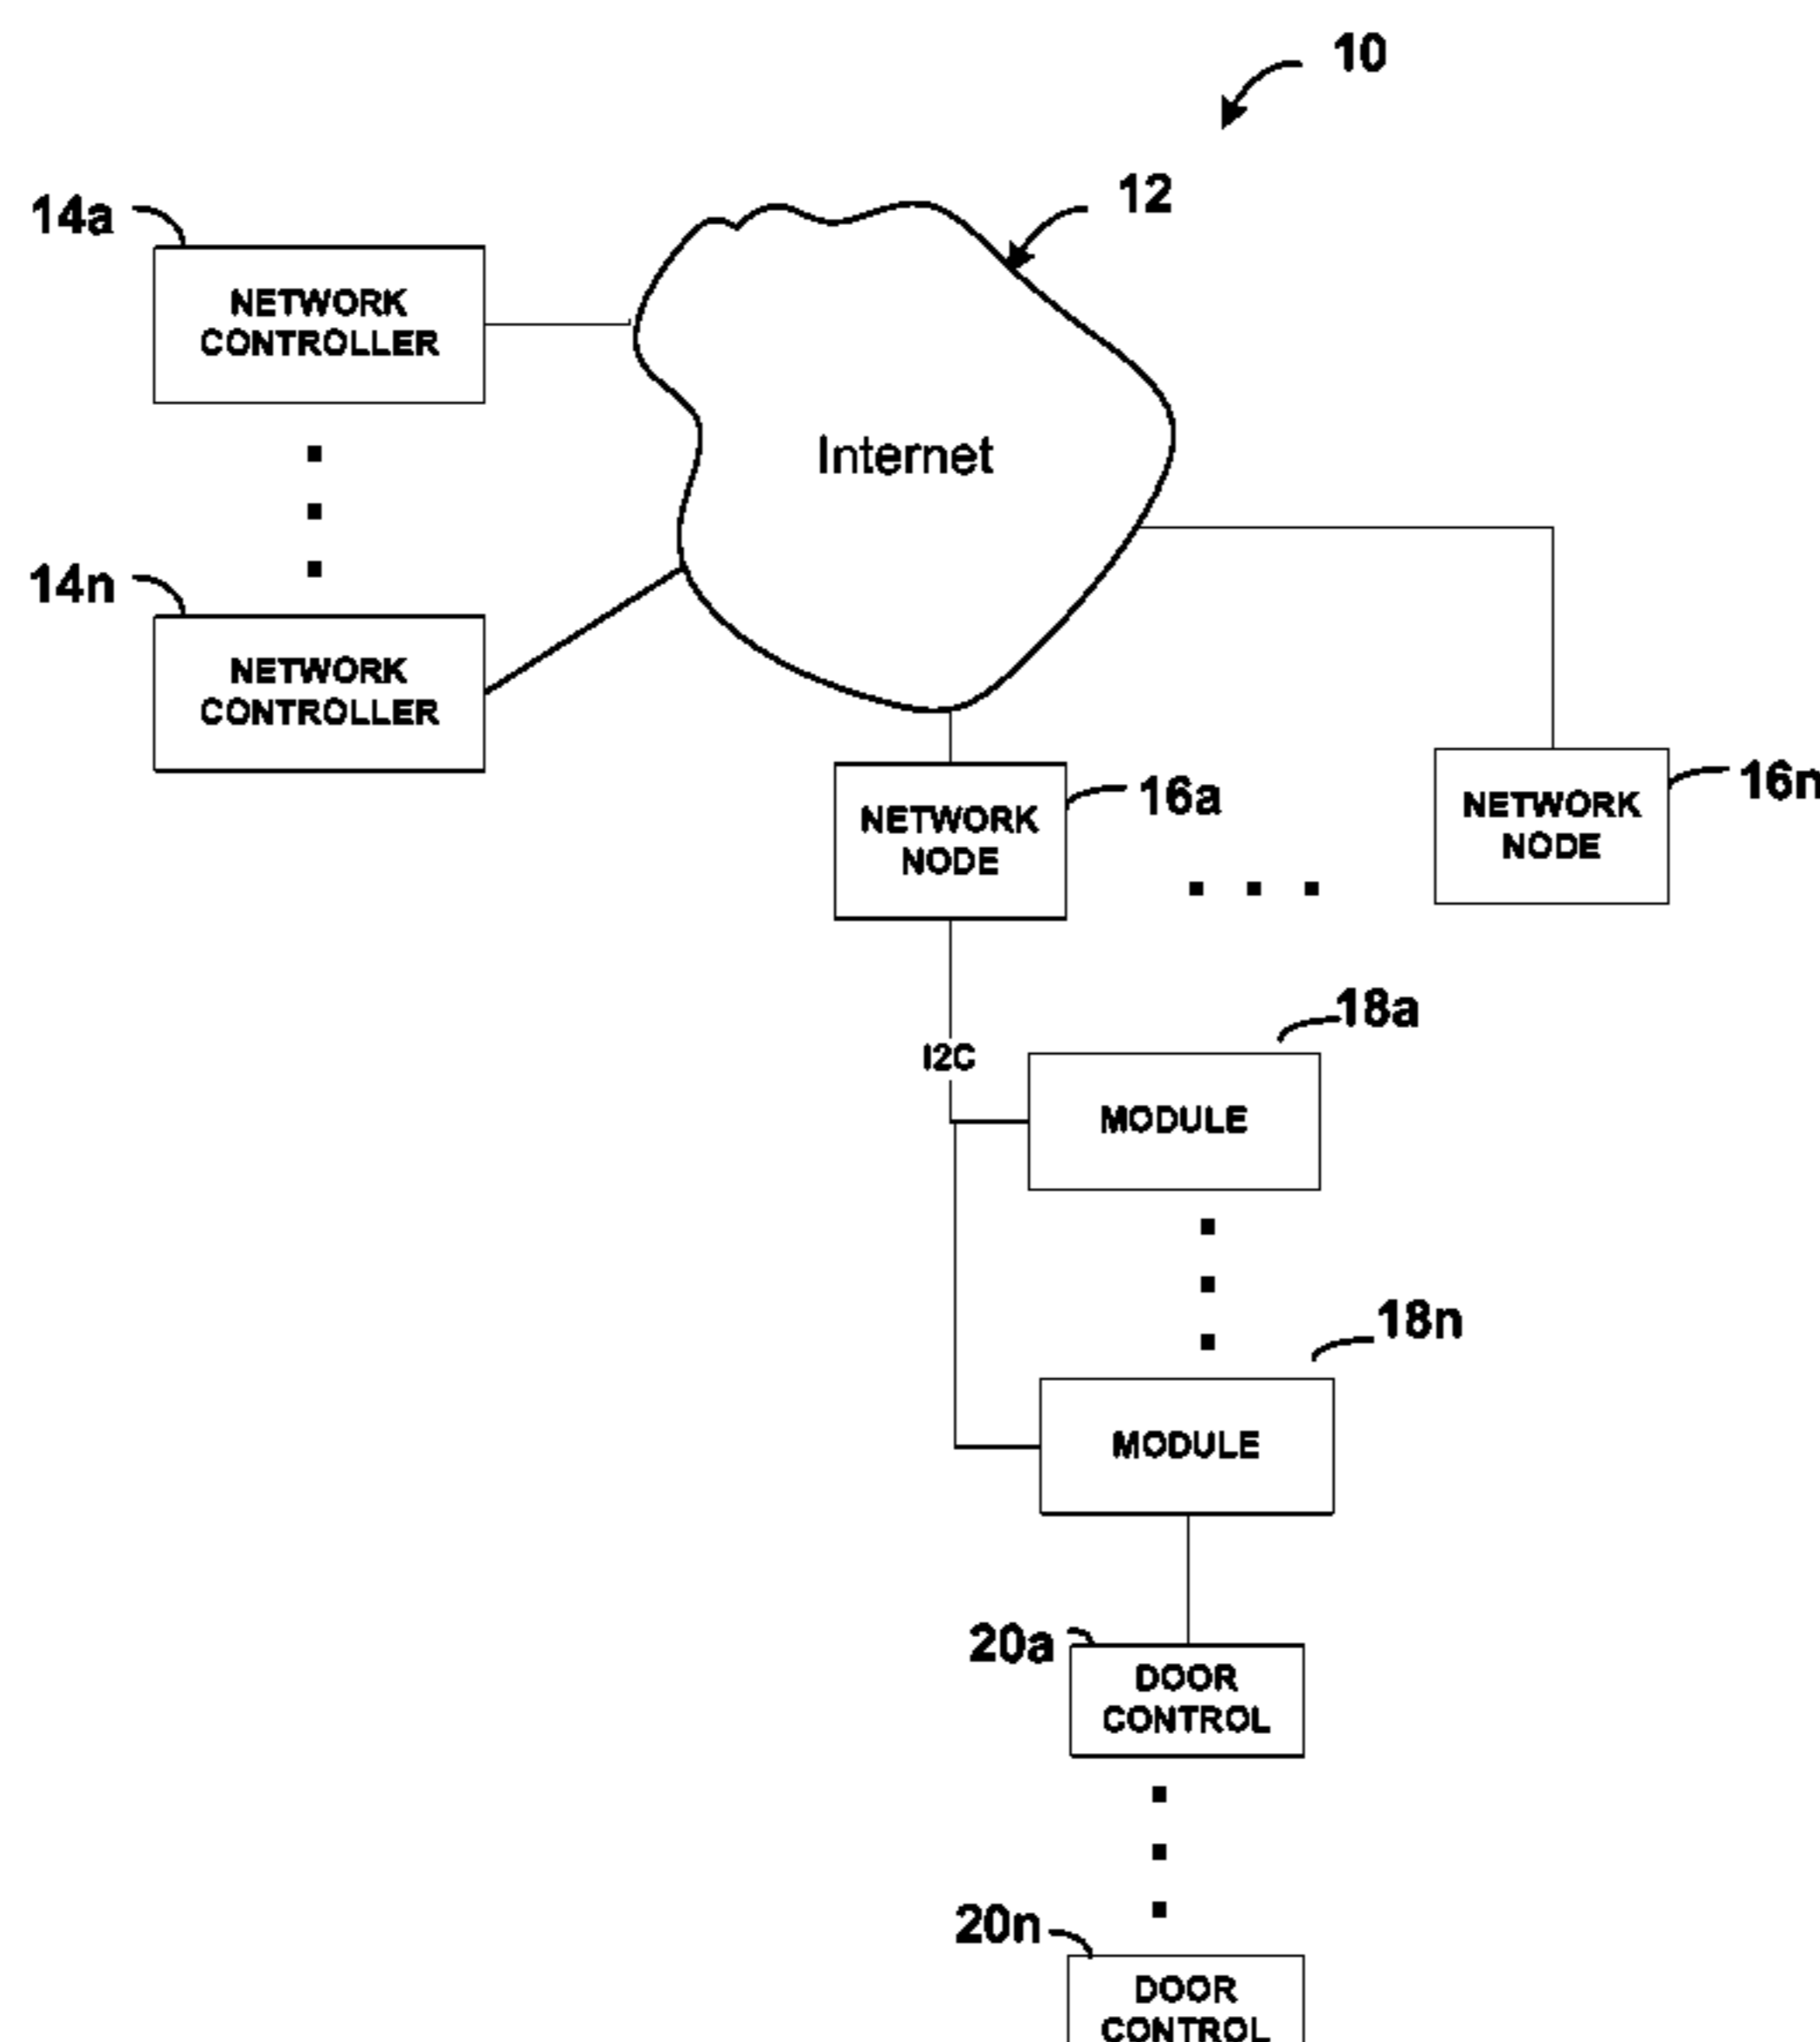 10
12
14a
NETWORK
CONTROLLER
Internet
14n
NETWORK
CONTROLLER
NETWORK
NODE
16a
NETWORK
NODE
16n
I2C
18a
MODULE
18n
MODULE
20a
DOOR
CONTROL
20n
DOOR
CONTROL